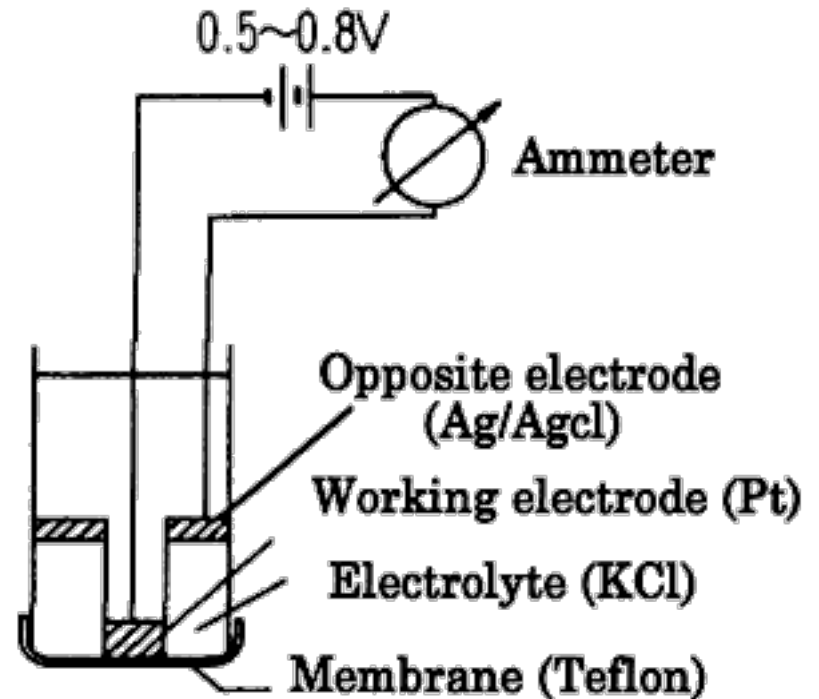 0.5~0.8V
Ammeter
Opposite electrode
(Ag/Agcl)
Working electrode (Pt)
Electrolyte (KCl)
Membrane (Teflon)